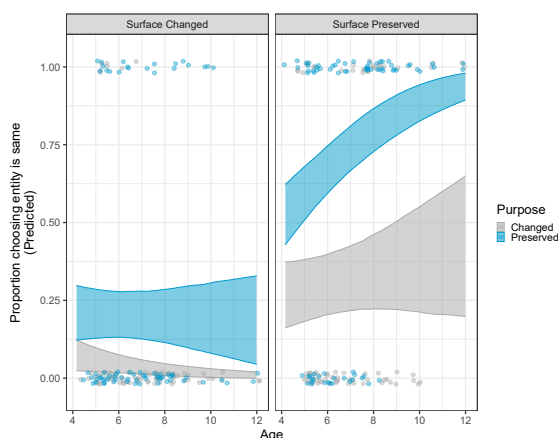 Surface Changed
Surface Preserved
Proportion choosing entity is same
(Predicted)
1.00
0.75
0.50
0.25
0.00
4
6
8
10
12
4
6
8
10
12
Age
Purpose
Changed
Preserved